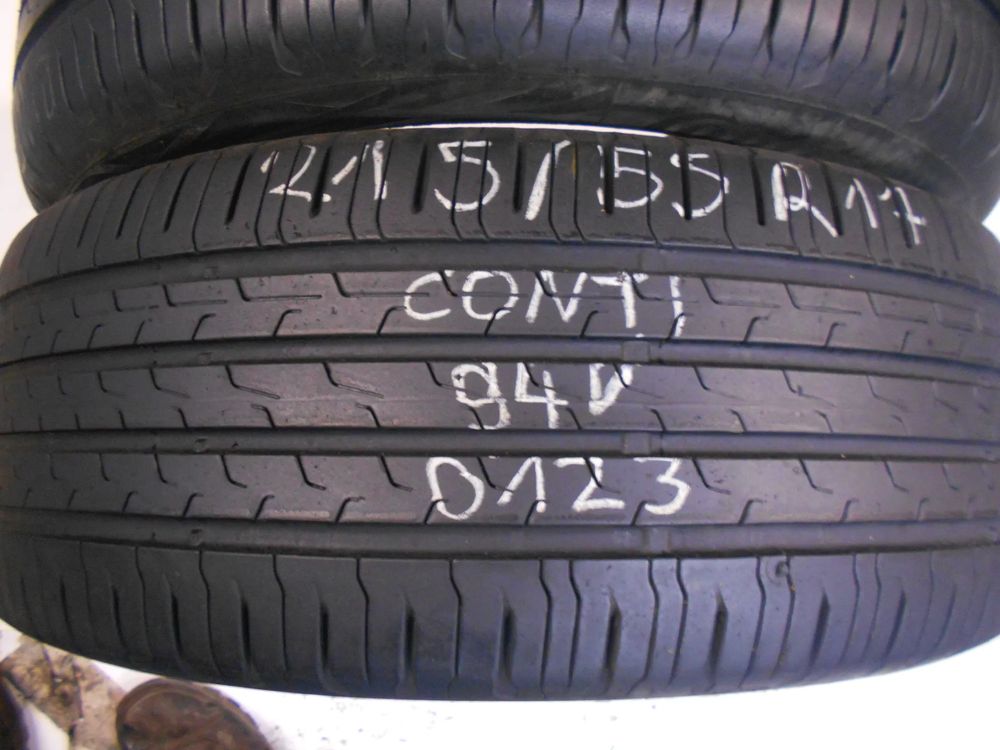 215/55 R17
CONTI
94V
0123